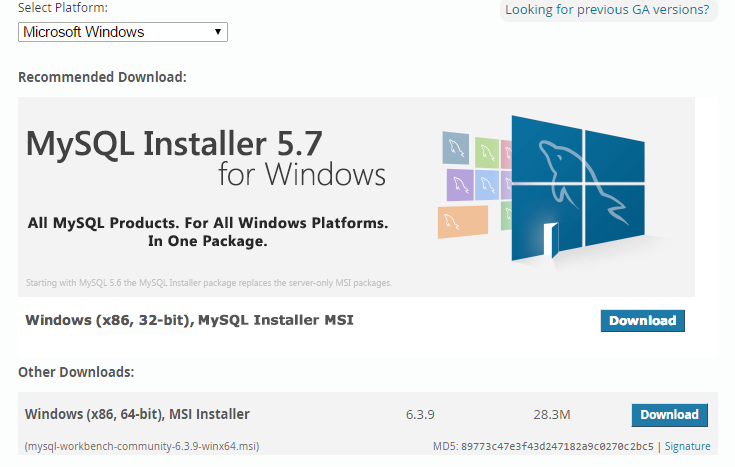 Select Platform:
Looking for previous GA versions?
Microsoft Windows
Recommended Download:
MySQL Installer 5.7
for Windows
All MySQL Products. For All Windows Platforms.
In One Package.
Starting with MySQL 5.6 the MySQL Installer package replaces the server-only MSI packages.
Windows (x86, 32-bit), MySQL Installer MSI
Download
Other Downloads:
Windows (x86, 64-bit), MSI Installer 6.3.9 28.3M Download
(mysql-workbench-community-6.3.9-winx64.msi) MD5: 89773c47e3f43d247182a9c0270c2bc5 | Signature